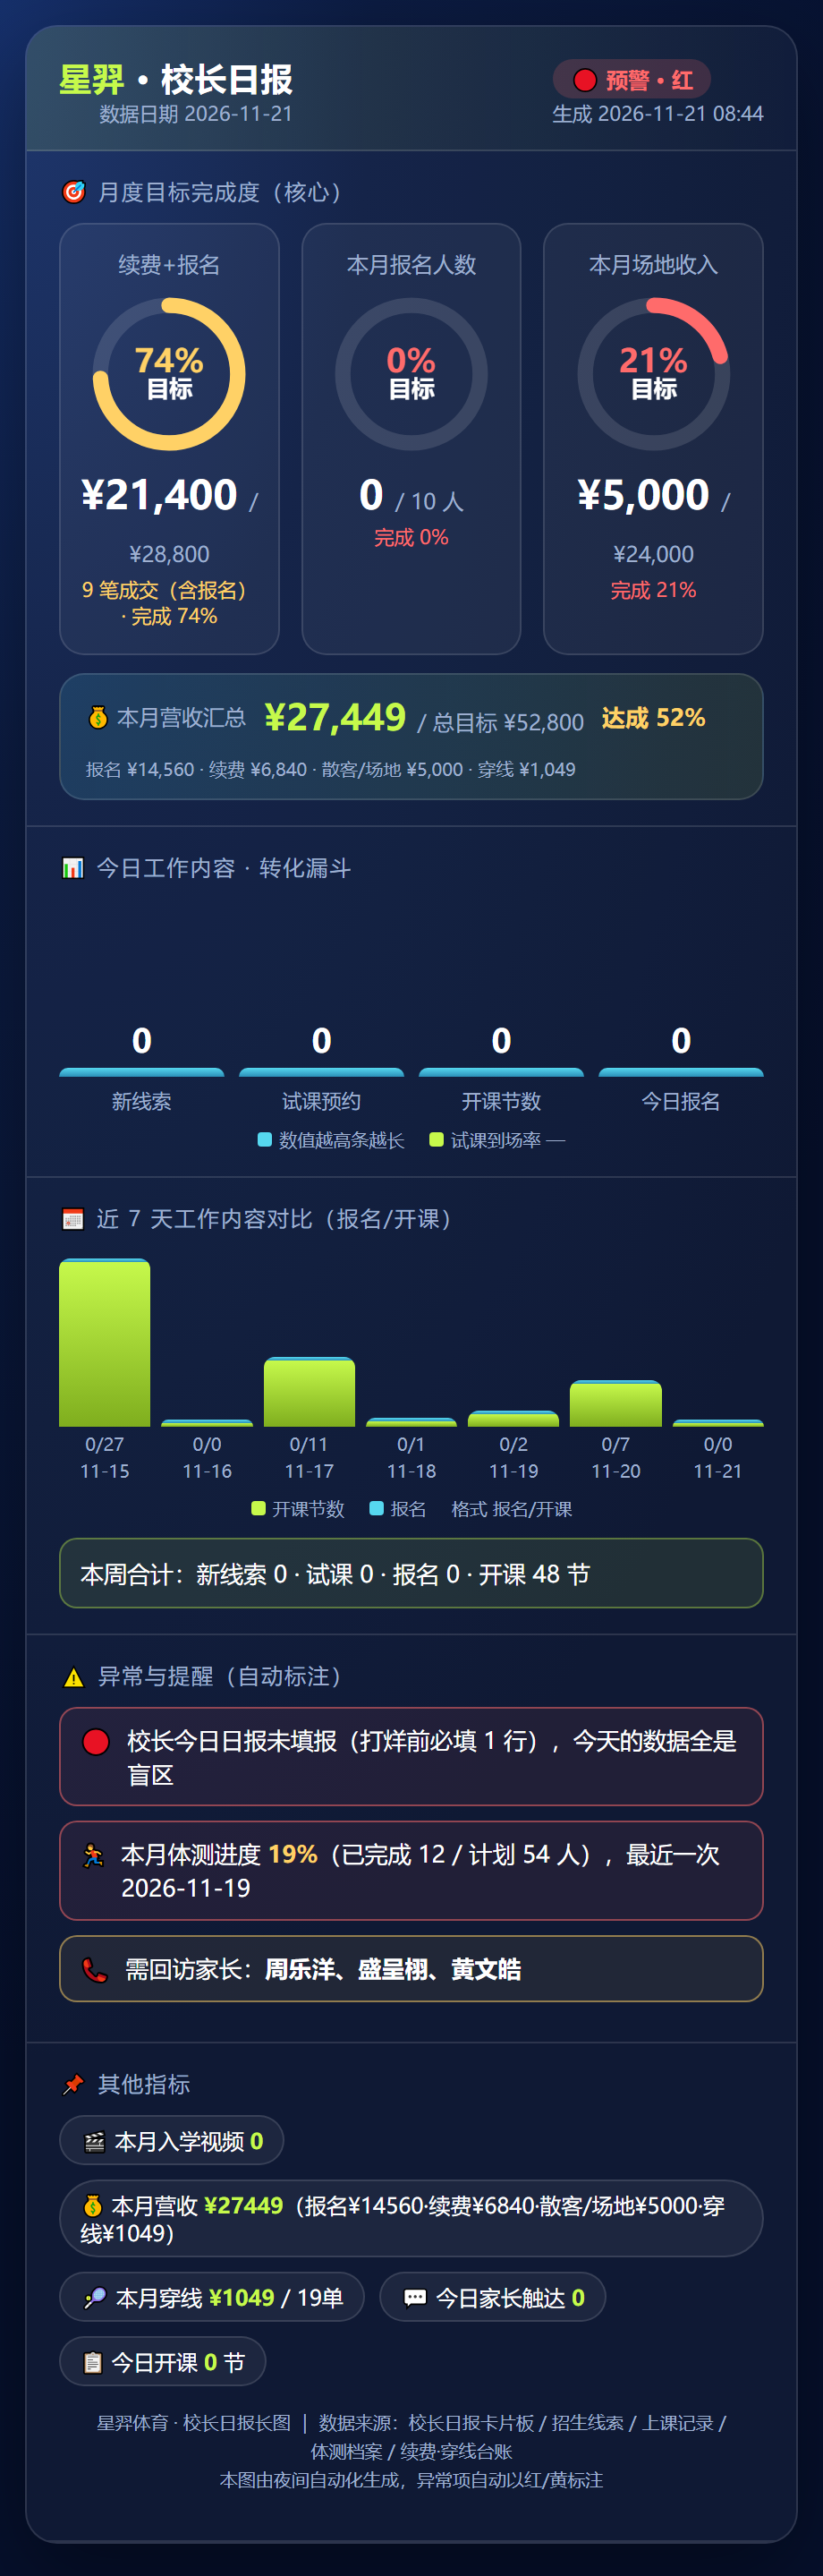 星羿 · 校长日报
预警 · 红
数据日期 2026-11-21
生成 2026-11-21 08:44
月度目标完成度（核心）
续费+报名
74%
目标
¥21,400 /
¥28,800
9 笔成交（含报名）
· 完成 74%
本月报名人数
0%
目标
0 / 10 人
完成 0%
本月场地收入
21%
目标
¥5,000 /
¥24,000
完成 21%
本月营收汇总 ¥27,449 / 总目标 ¥52,800 达成 52%
报名 ¥14,560 · 续费 ¥6,840 · 散客/场地 ¥5,000 · 穿线 ¥1,049
今日工作内容 · 转化漏斗
0 0 0 0
新线索 试课预约 开课节数 今日报名
数值越高条越长 试课到场率 —
近 7 天工作内容对比（报名/开课）
0/27 0/0 0/11 0/1 0/2 0/7 0/0
11-15 11-16 11-17 11-18 11-19 11-20 11-21
开课节数 报名 格式 报名/开课
本周合计：新线索 0 · 试课 0 · 报名 0 · 开课 48 节
异常与提醒（自动标注）
校长今日日报未填报（打烊前必填 1 行），今天的数据全是
盲区
本月体测进度 19%（已完成 12 / 计划 54 人），最近一次
2026-11-19
需回访家长：周乐洋、盛呈栩、黄文皓
其他指标
本月入学视频 0
本月营收 ¥27449（报名¥14560·续费¥6840·散客/场地¥5000·穿
线¥1049）
本月穿线 ¥1049 / 19单
今日家长触达 0
今日开课 0 节
星羿体育 · 校长日报长图 ｜ 数据来源：校长日报卡片板 / 招生线索 / 上课记录 /
体测档案 / 续费·穿线台账
本图由夜间自动化生成，异常项自动以红/黄标注